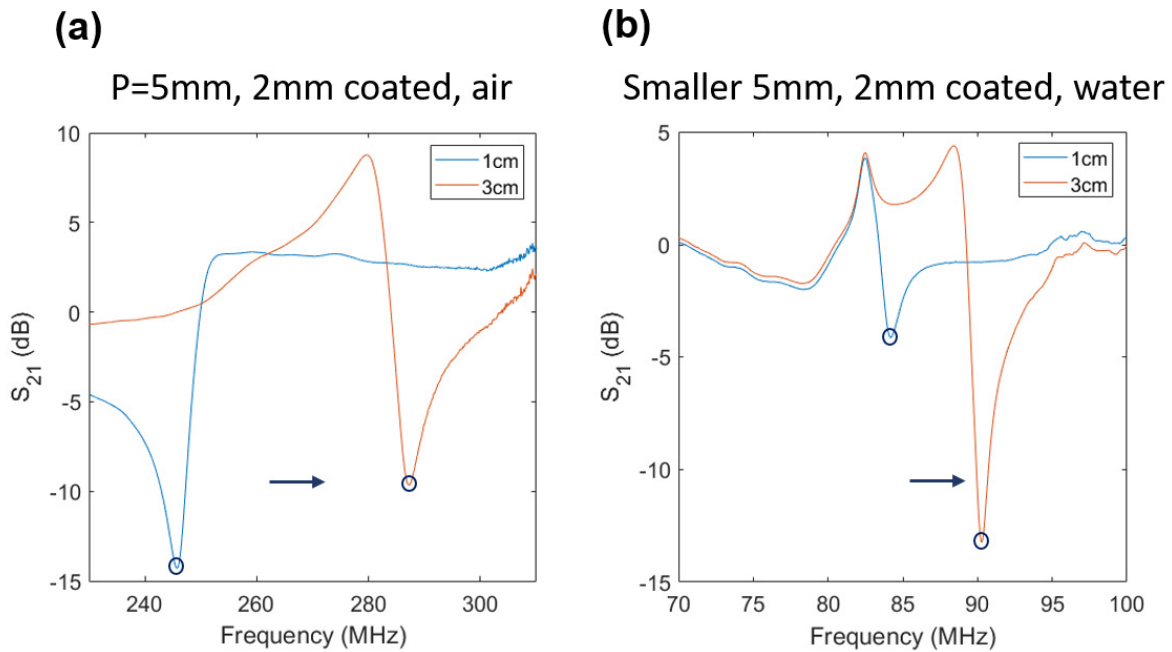 (a)
P=5mm, 2mm coated, air
10
5
0
-5
-10
-15
S21 (dB)
240
260
280
300
Frequency (MHz)
1cm
3cm
(b)
Smaller 5mm, 2mm coated, water
5
0
-5
-10
-15
S21 (dB)
70
75
80
85
90
95
100
Frequency (MHz)
1cm
3cm